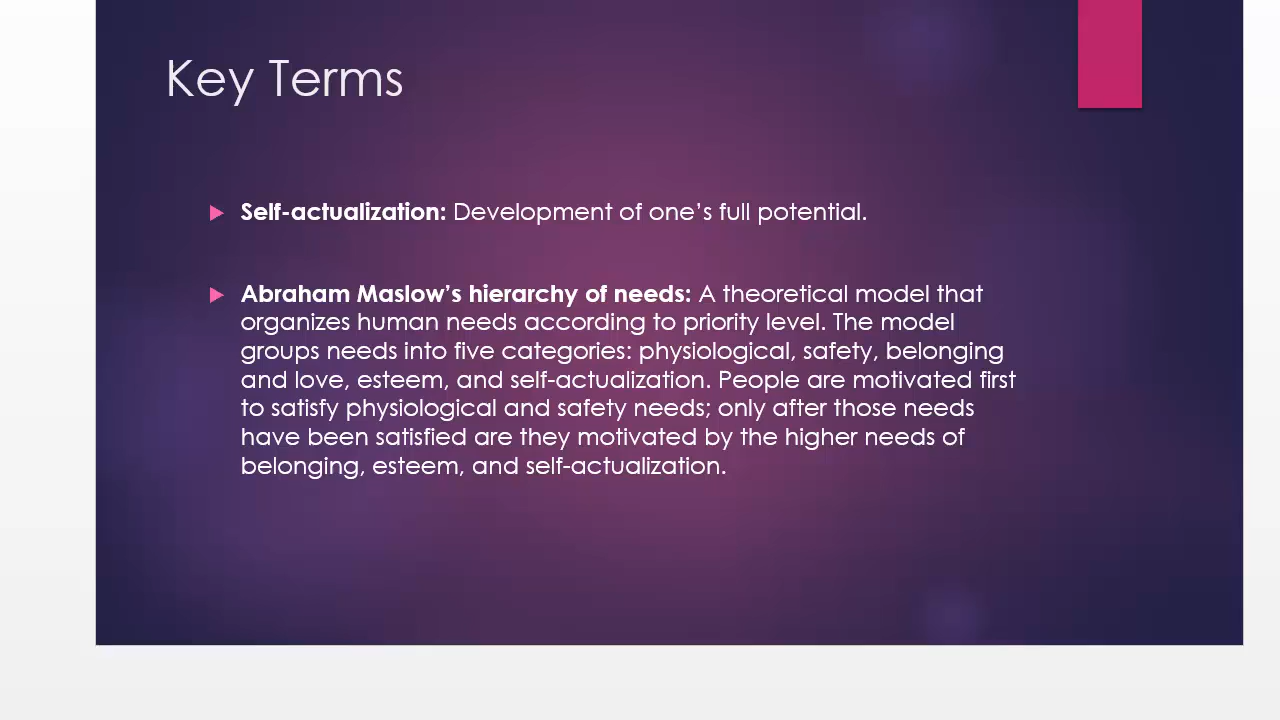 Key Terms
Self-actualization: Development of one’s full potential.
Abraham Maslow’s hierarchy of needs: A theoretical model that
organizes human needs according to priority level. The model
groups needs into five categories: physiological, safety, belonging
and love, esteem, and self-actualization. People are motivated first
to satisfy physiological and safety needs; only after those needs
have been satisfied are they motivated by the higher needs of
belonging, esteem, and self-actualization.